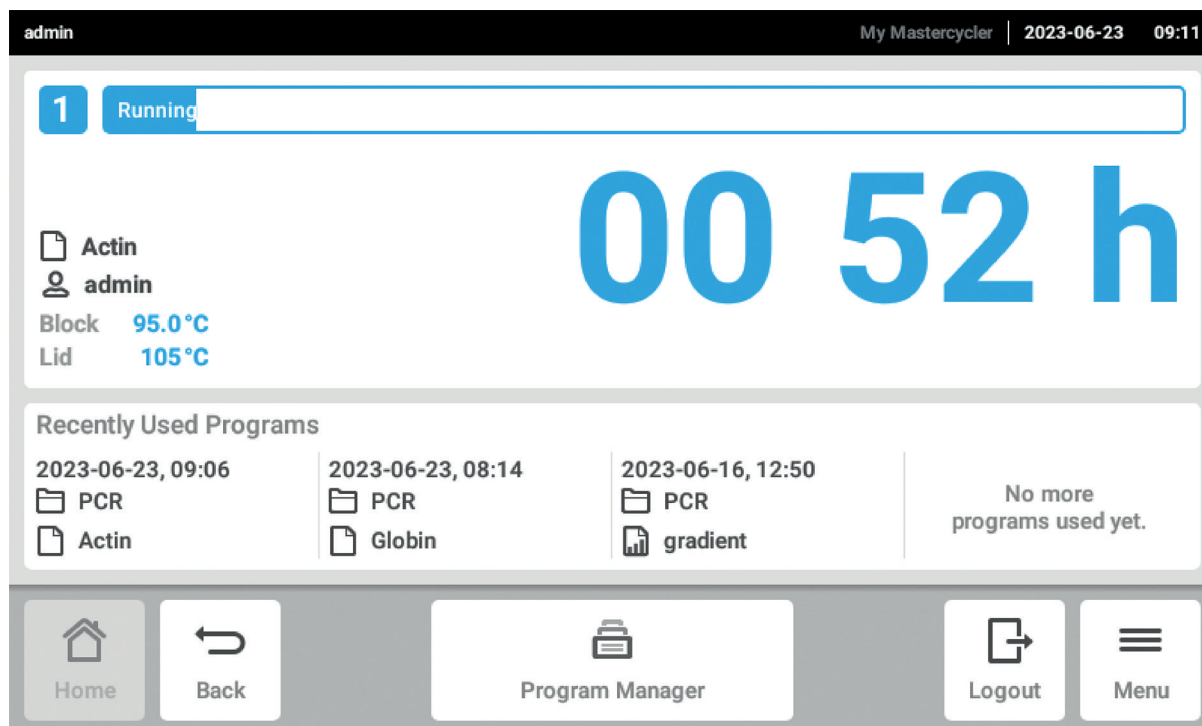 admin My Mastercycler 2023-06-23 09:11
1 Running
00 52 h
Actin
admin
Block 95.0°C
Lid 105°C
Recently Used Programs
2023-06-23, 09:06
PCR
Actin
2023-06-23, 08:14
PCR
Globin
2023-06-16, 12:50
PCR
gradient
No more
programs used yet.
Home Back Program Manager Logout Menu